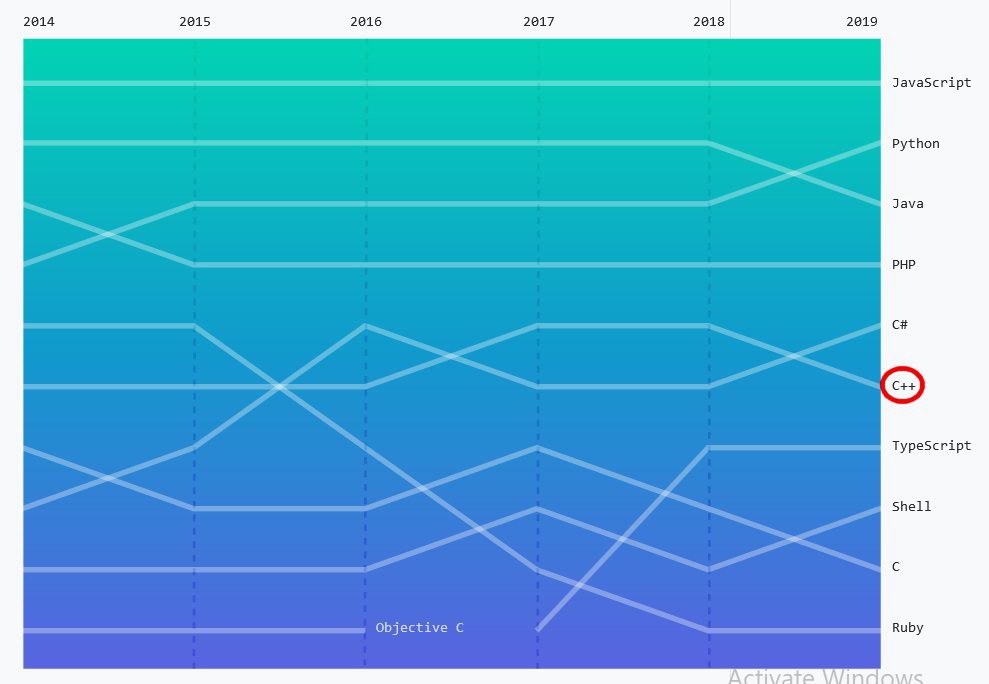 2014 2015 2016 2017 2018 2019
JavaScript
Python
Java
PHP
C#
C++
TypeScript
Shell
C
Objective C
Ruby
Activate Windows